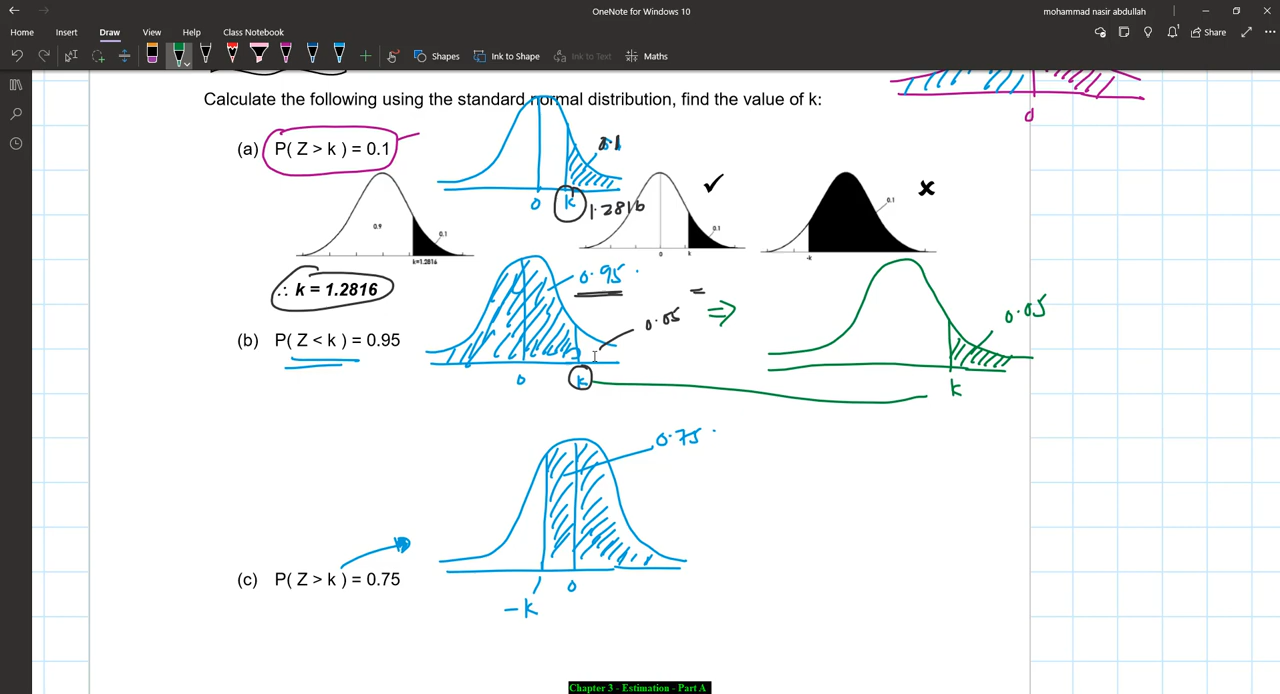 OneNote for Windows 10
mohammad nasir abdullah
Home Insert Draw View Help Class Notebook
Share
Shapes Ink to Shape Ink to Text Maths
d
Calculate the following using the standard normal distribution, find the value of k:
(a) P( Z > k ) = 0.1
0.1
0 k
1.2816
0.9
0.1
k=1.2816
0.1
0 k
✓
0.1
-k
×
∴ k = 1.2816
0.95
=
0.05 ⇒
0.05
(b) P( Z < k ) = 0.95
0 k
k
0.75
(c) P( Z > k ) = 0.75
0
-k
Chapter 3 - Estimation - Part A